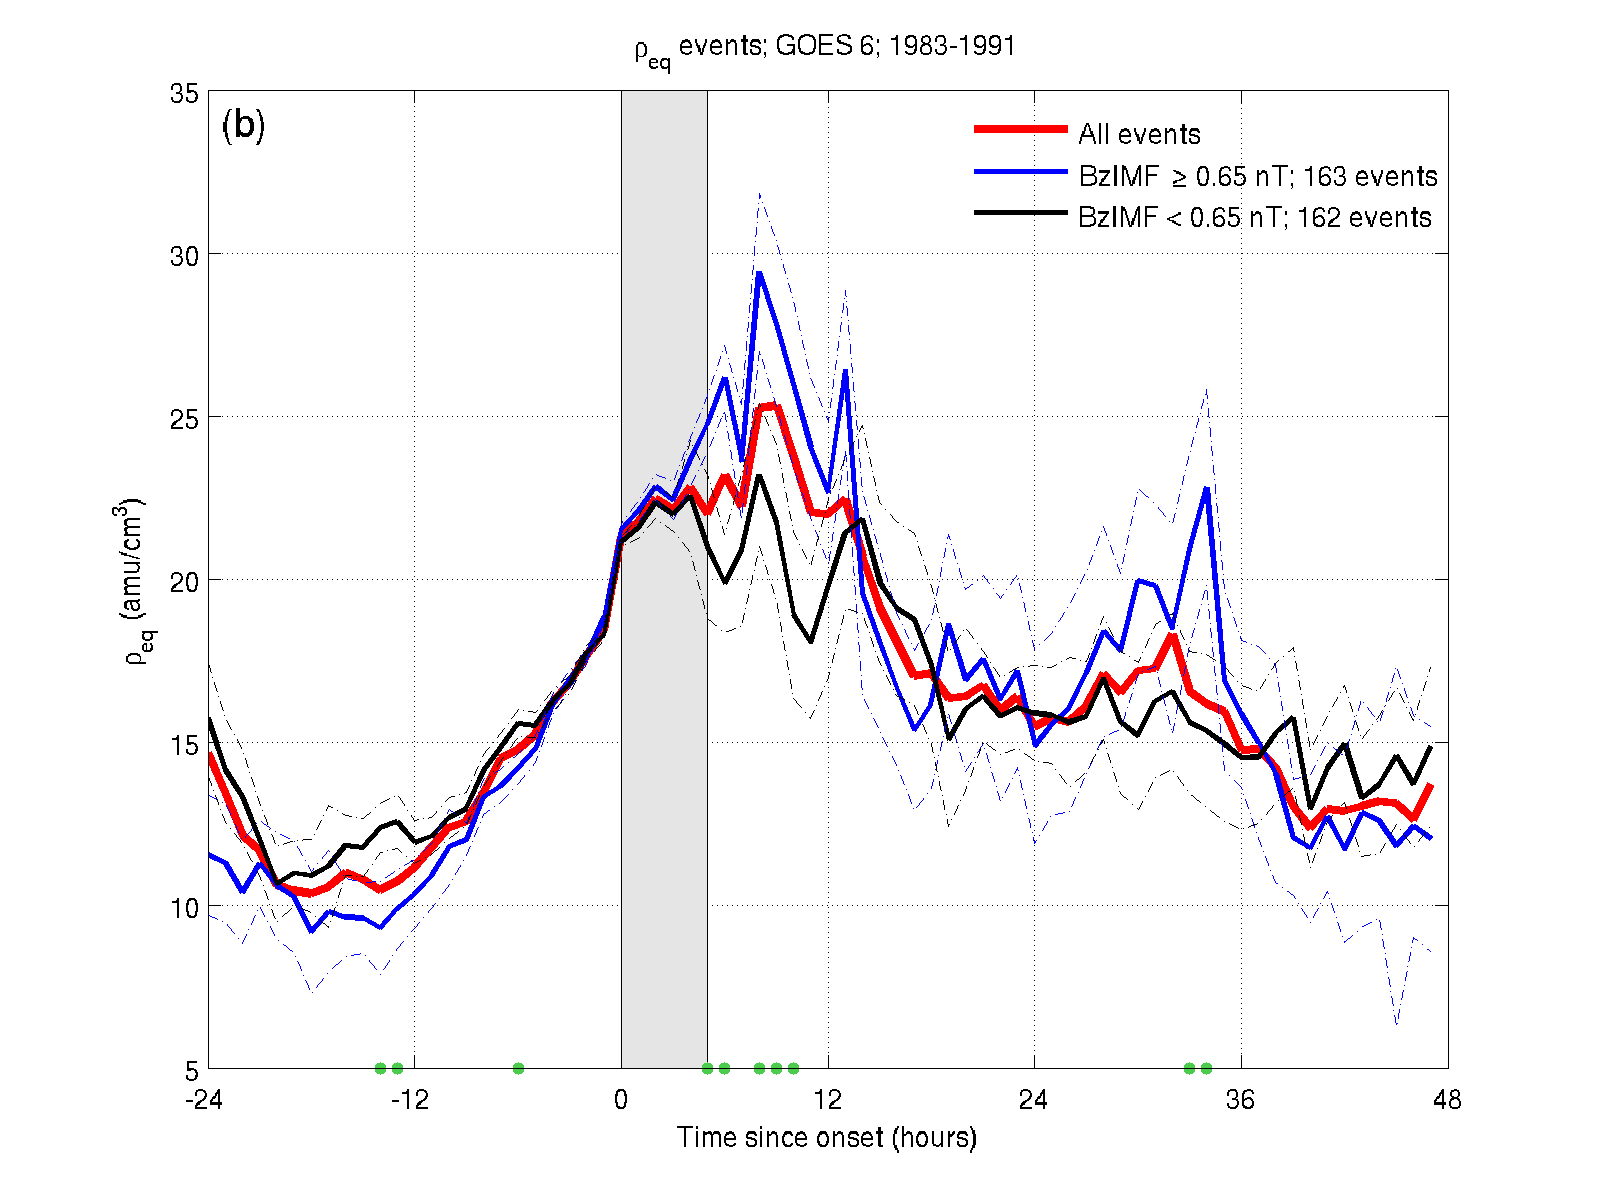 ρeq events; GOES 6; 1983-1991
(b)
All events
BzIMF ≥ 0.65 nT; 163 events
BzIMF < 0.65 nT; 162 events
35
30
25
20
15
10
5
ρeq (amu/cm³)
-24 -12 0 12 24 36 48
Time since onset (hours)